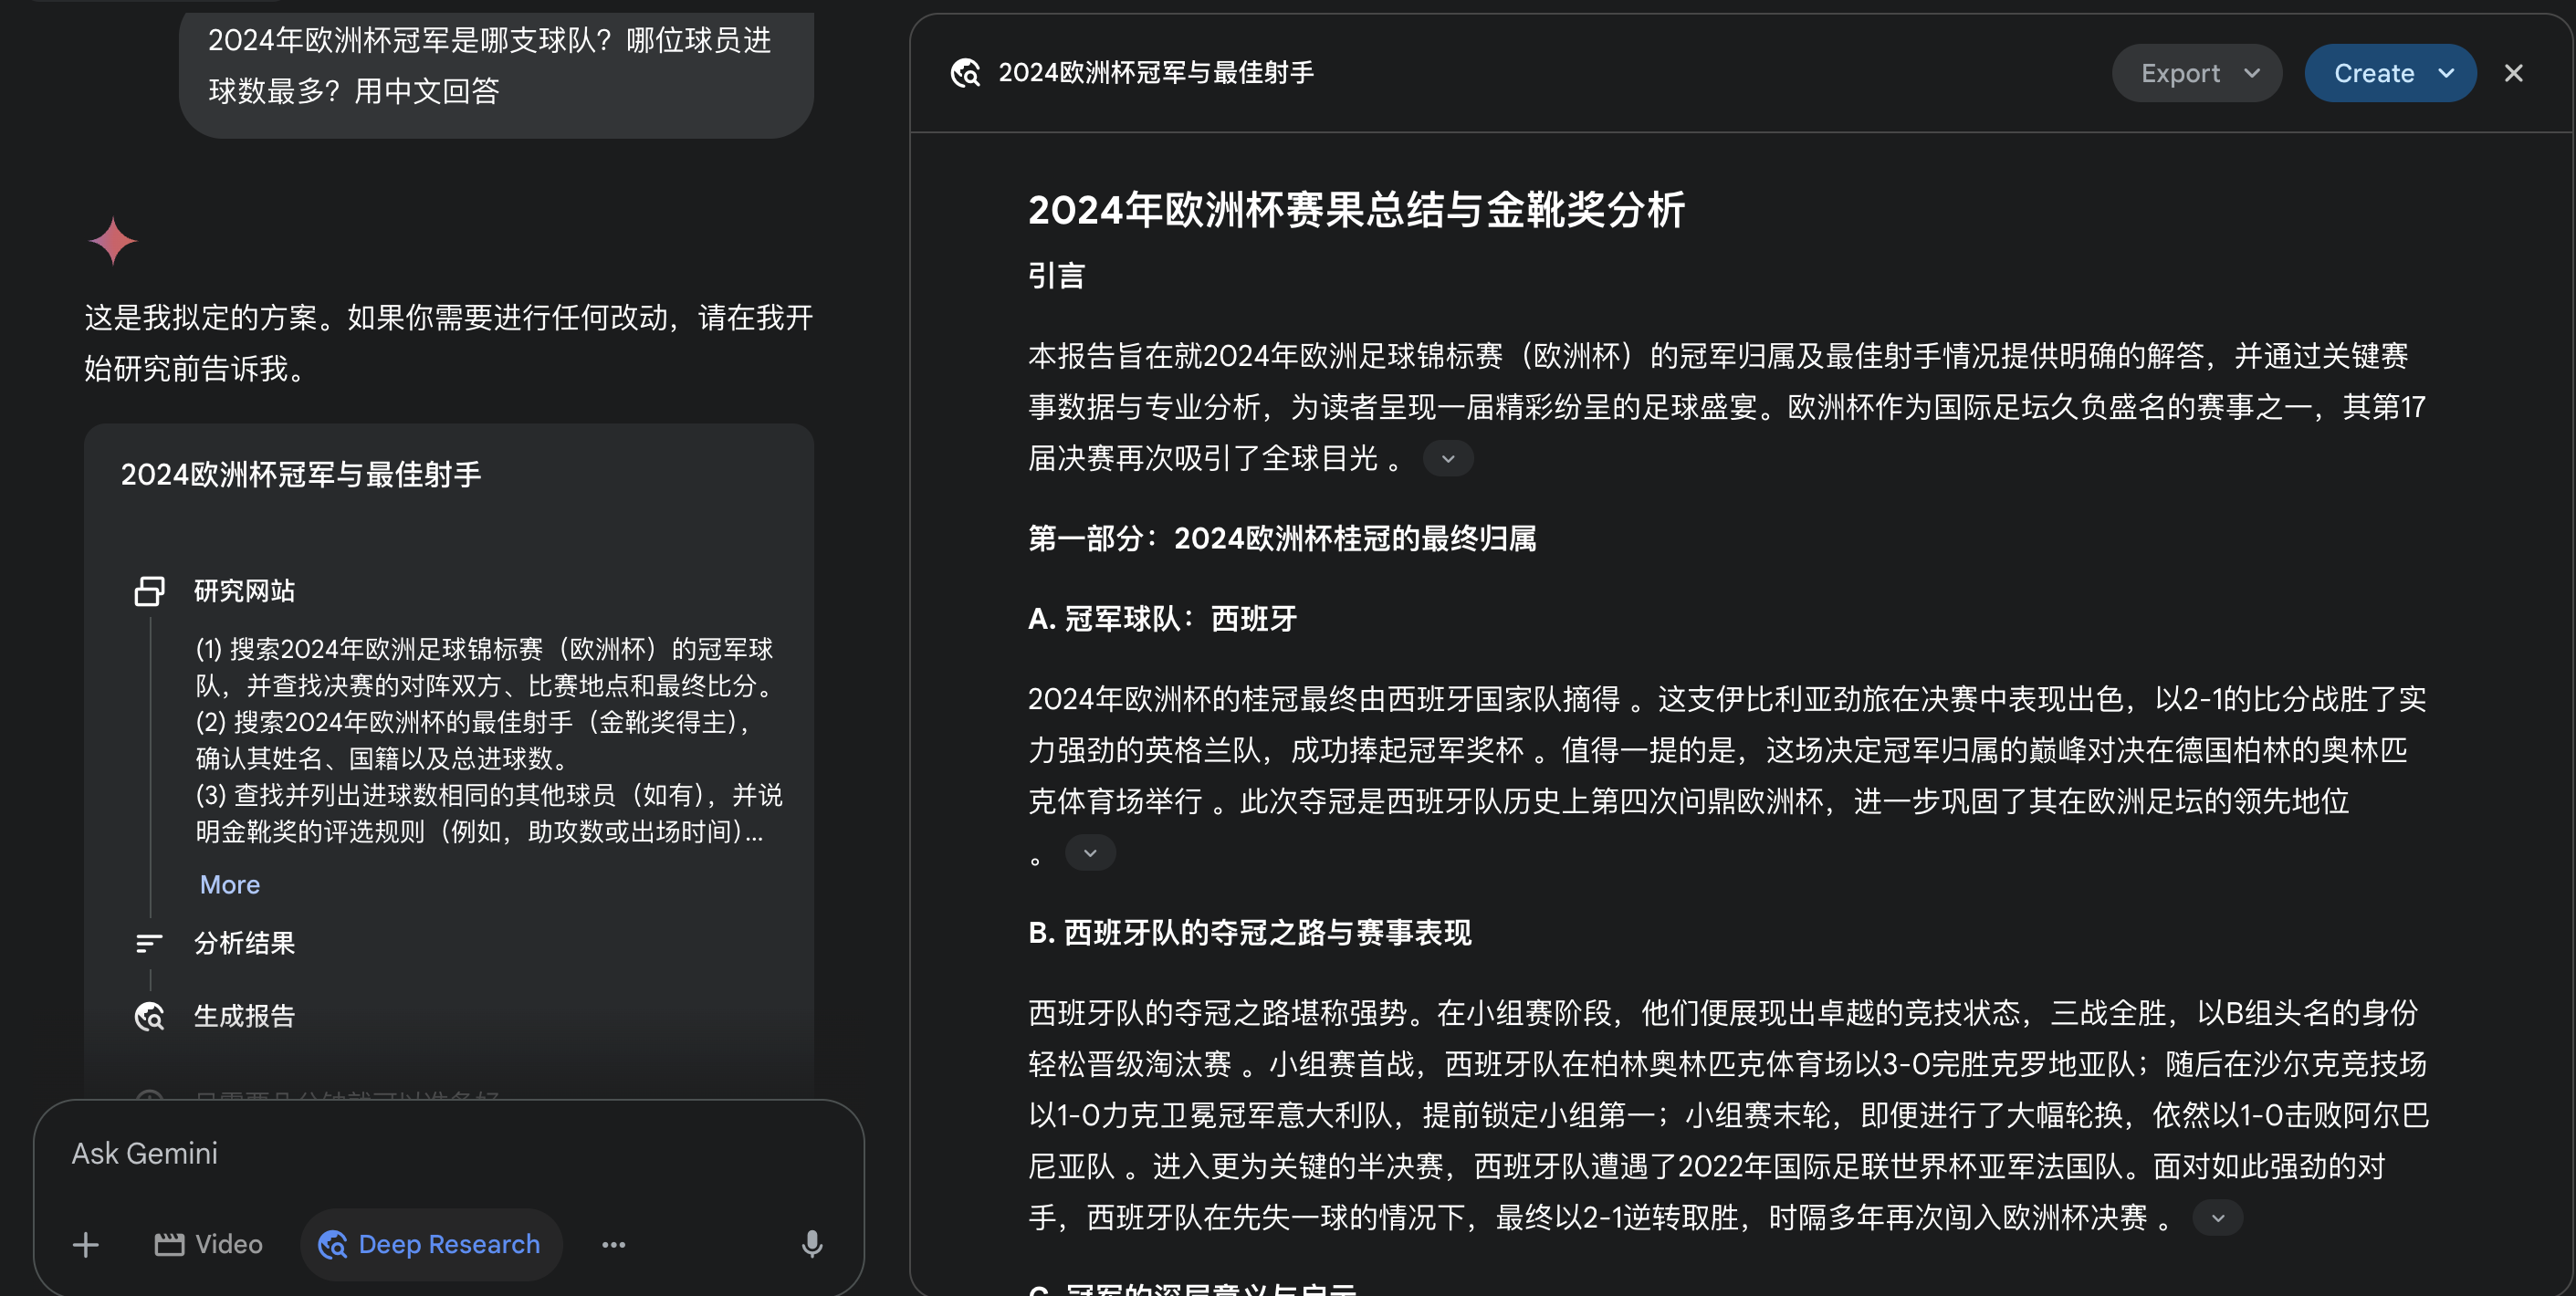 2024年欧洲杯冠军是哪支球队？哪位球员进
球数最多？用中文回答
这是我拟定的方案。如果你需要进行任何改动，请在我开
始研究前告诉我。
2024欧洲杯冠军与最佳射手
研究网站
(1) 搜索2024年欧洲足球锦标赛（欧洲杯）的冠军球
队，并查找决赛的对阵双方、比赛地点和最终比分。
(2) 搜索2024年欧洲杯的最佳射手（金靴奖得主），
确认其姓名、国籍以及总进球数。
(3) 查找并列出进球数相同的其他球员（如有），并说
明金靴奖的评选规则（例如，助攻数或出场时间）...
More
分析结果
生成报告
只需要几分钟就可以准备好
Ask Gemini
Video
Deep Research
2024欧洲杯冠军与最佳射手
Export
Create
2024年欧洲杯赛果总结与金靴奖分析
引言
本报告旨在就2024年欧洲足球锦标赛（欧洲杯）的冠军归属及最佳射手情况提供明确的解答，并通过关键赛
事数据与专业分析，为读者呈现一届精彩纷呈的足球盛宴。欧洲杯作为国际足坛久负盛名的赛事之一，其第17
届决赛再次吸引了全球目光 。
第一部分：2024欧洲杯桂冠的最终归属
A. 冠军球队：西班牙
2024年欧洲杯的桂冠最终由西班牙国家队摘得 。这支伊比利亚劲旅在决赛中表现出色，以2-1的比分战胜了实
力强劲的英格兰队，成功捧起冠军奖杯 。值得一提的是，这场决定冠军归属的巅峰对决在德国柏林的奥林匹
克体育场举行 。此次夺冠是西班牙队历史上第四次问鼎欧洲杯，进一步巩固了其在欧洲足坛的领先地位
。
B. 西班牙队的夺冠之路与赛事表现
西班牙队的夺冠之路堪称强势。在小组赛阶段，他们便展现出卓越的竞技状态，三战全胜，以B组头名的身份
轻松晋级淘汰赛 。小组赛首战，西班牙队在柏林奥林匹克体育场以3-0完胜克罗地亚队；随后在沙尔克竞技场
以1-0力克卫冕冠军意大利队，提前锁定小组第一；小组赛末轮，即便进行了大幅轮换，依然以1-0击败阿尔巴
尼亚队 。进入更为关键的半决赛，西班牙队遭遇了2022年国际足联世界杯亚军法国队。面对如此强劲的对
手，西班牙队在先失一球的情况下，最终以2-1逆转取胜，时隔多年再次闯入欧洲杯决赛 。
C. 冠军的深层意义与启示